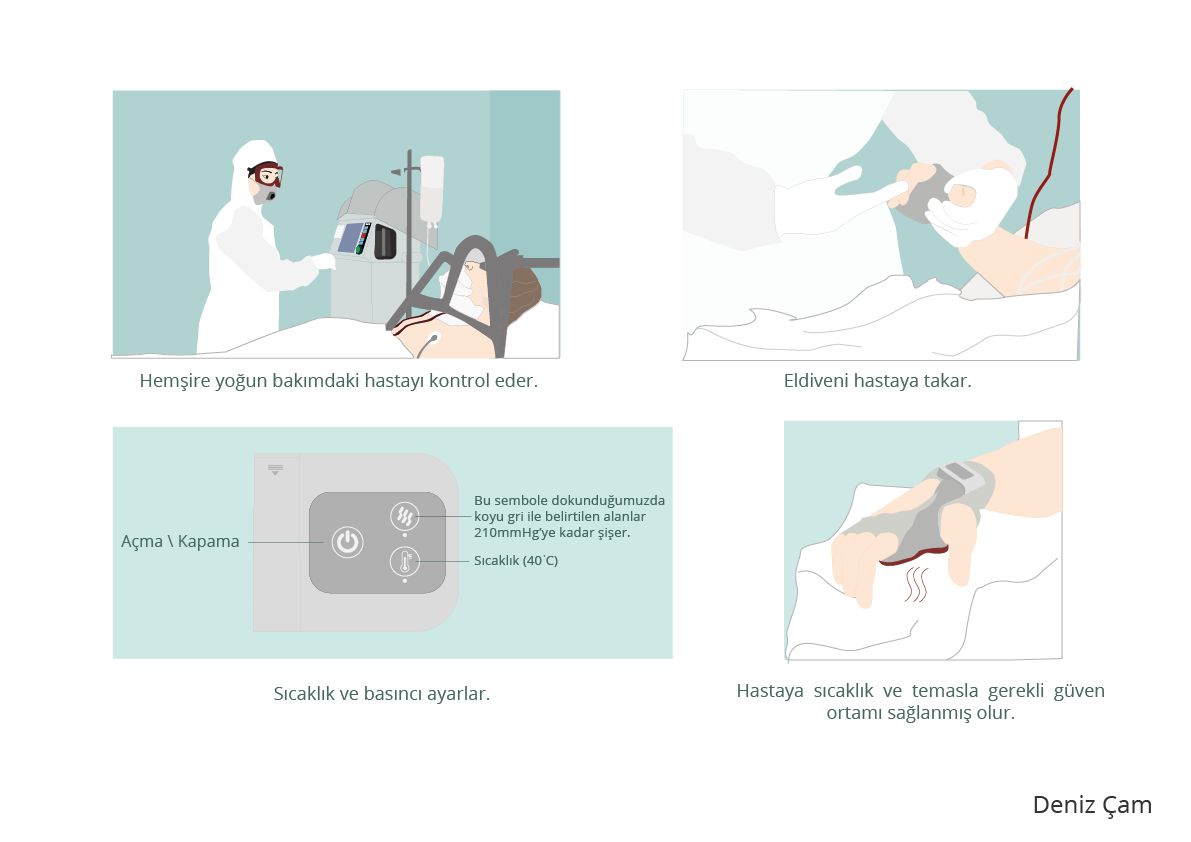 Hemşire yoğun bakımdaki hastayı kontrol eder.
Eldiveni hastaya takar.
Açma \ Kapama
Bu sembole dokunduğumuzda
koyu gri ile belirtilen alanlar
210mmHg'ye kadar şişer.
Sıcaklık (40°C)
Sıcaklık ve basıncı ayarlar.
Hastaya sıcaklık ve temasla gerekli güven
ortamı sağlanmış olur.
Deniz Çam